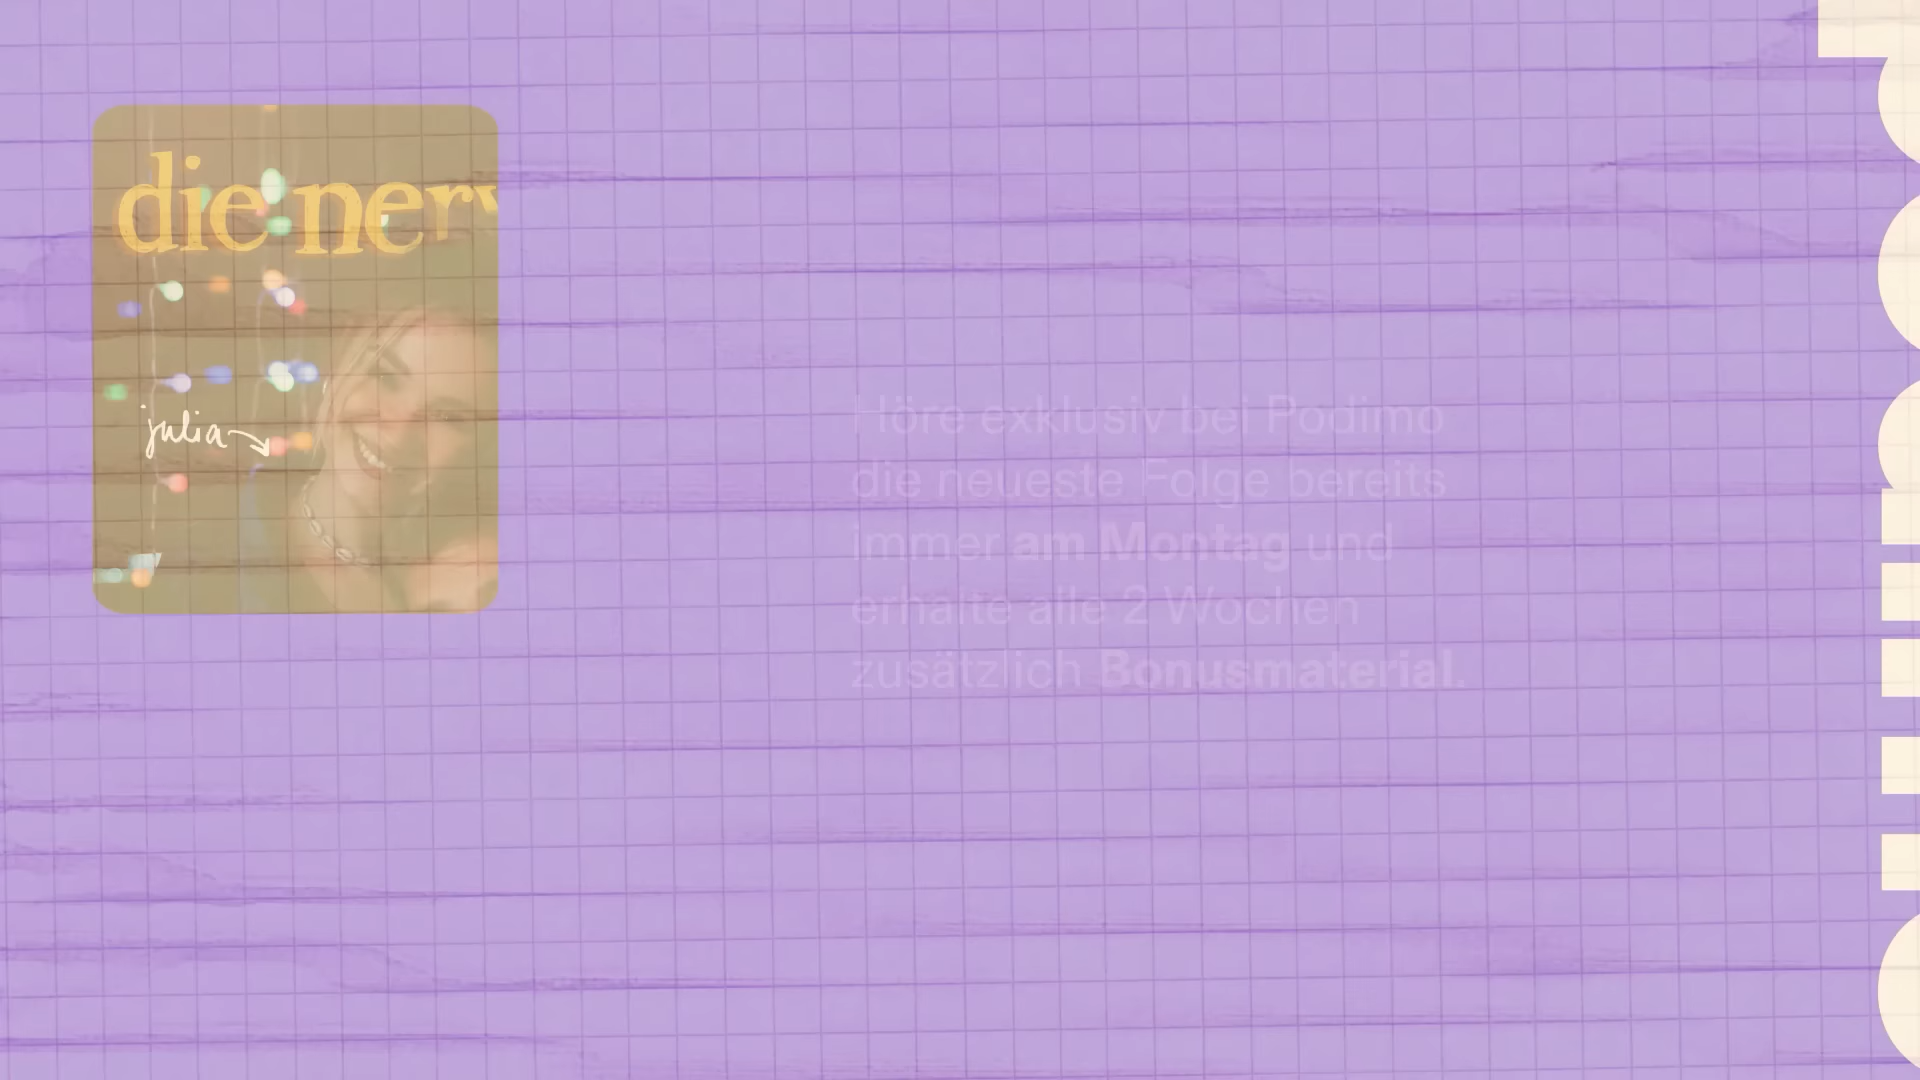 die nerv
julia
Höre exklusiv bei Podimo
die neueste Folge bereits
immer am Montag und
erhalte alle 2 Wochen
zusätzlich Bonusmaterial.